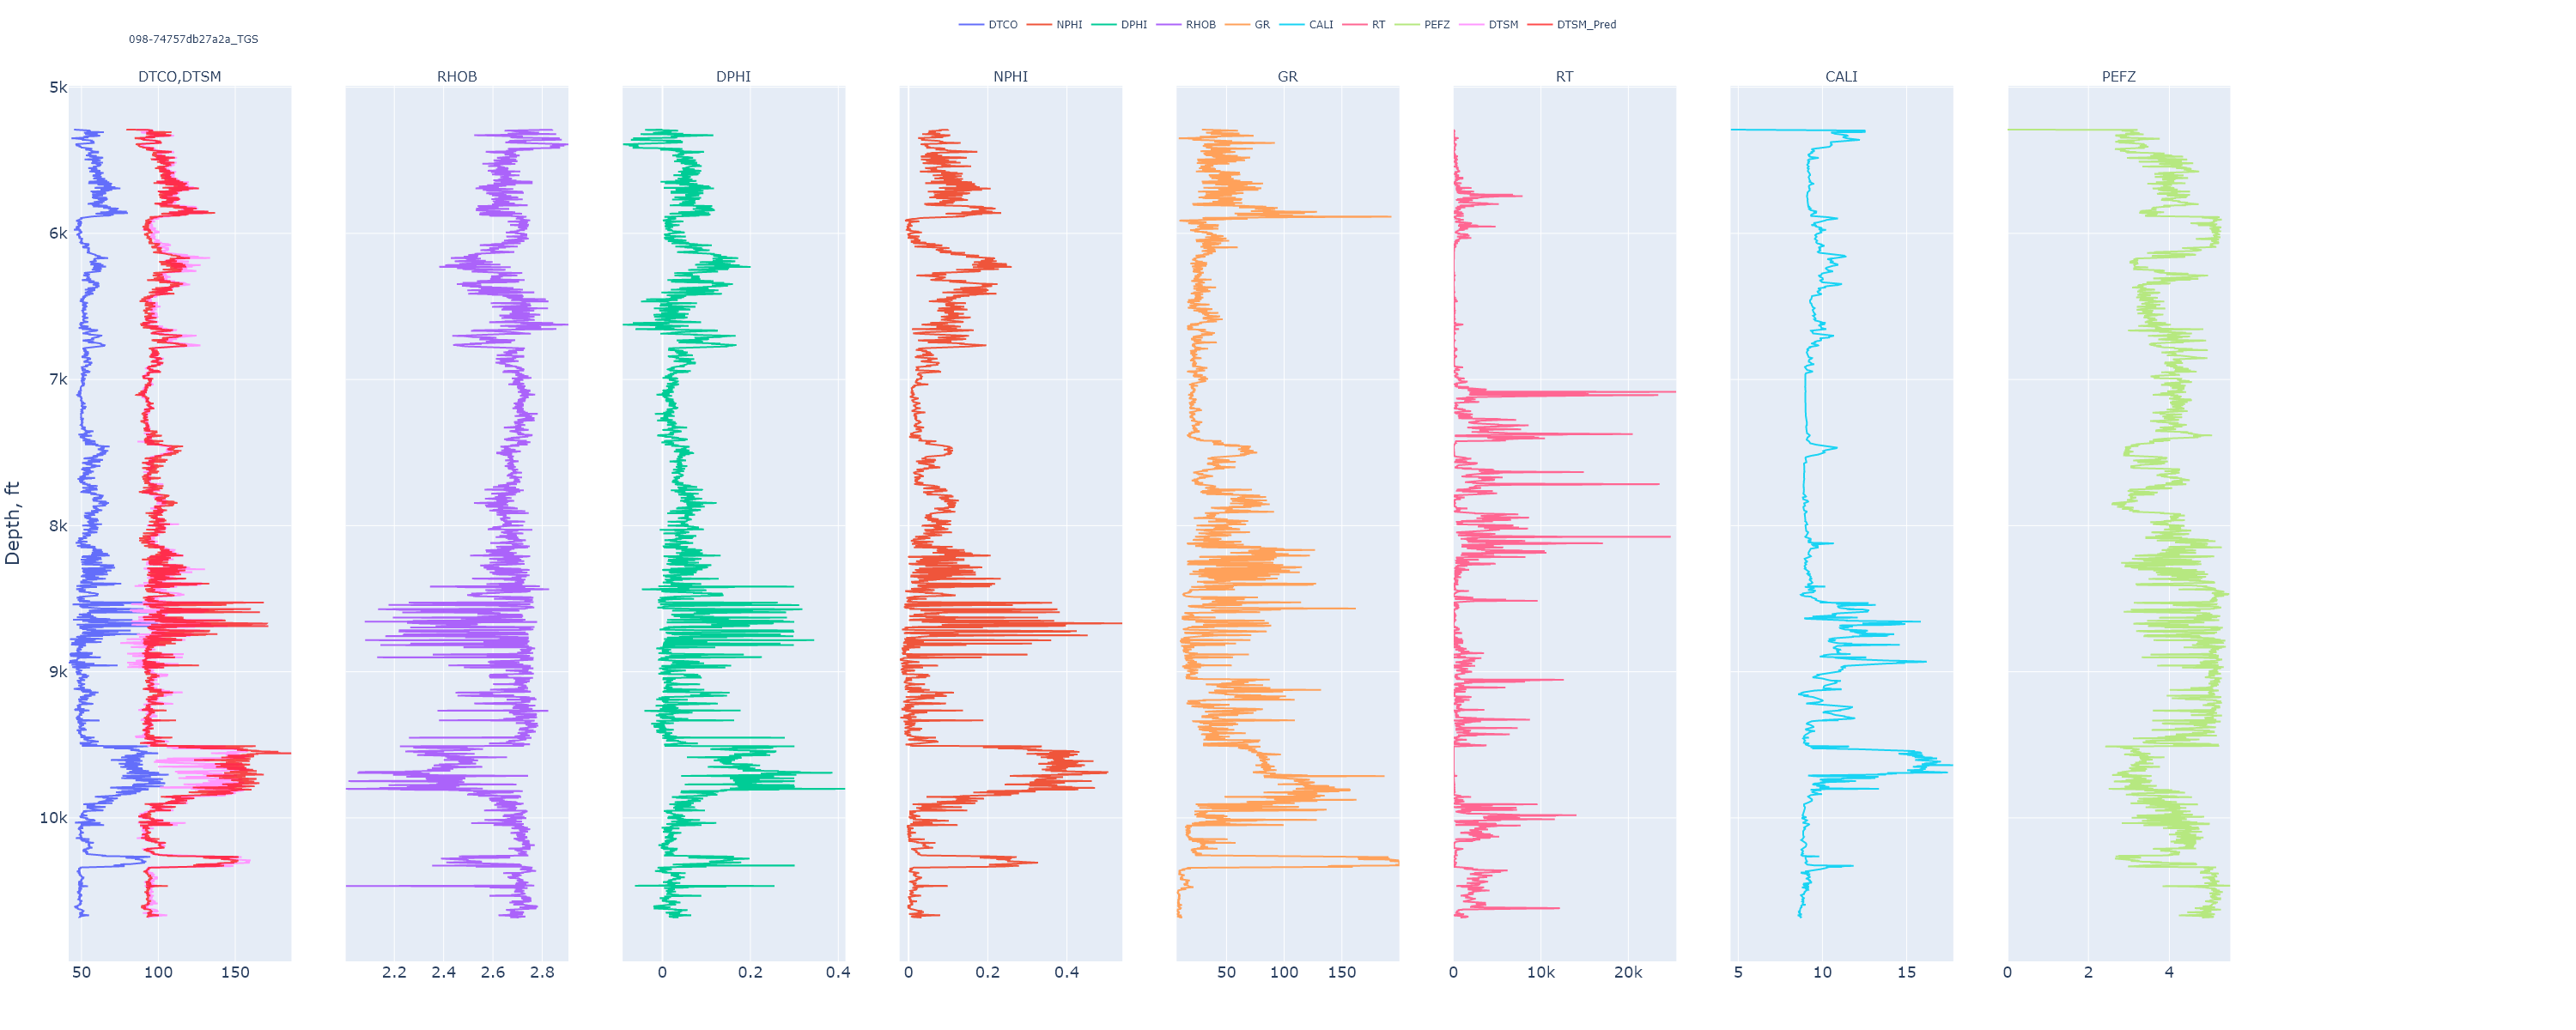 DTCO NPHI DPHI RHOB GR CALI RT PEFZ DTSM DTSM_Pred
098-74757db27a2a_TGS
DTCO,DTSM RHOB DPHI NPHI GR RT CALI PEFZ
5k
6k
7k
8k
9k
10k
Depth, ft
50 100 150 2.2 2.4 2.6 2.8 0 0.2 0.4 0 0.2 0.4 50 100 150 0 10k 20k 5 10 15 0 2 4